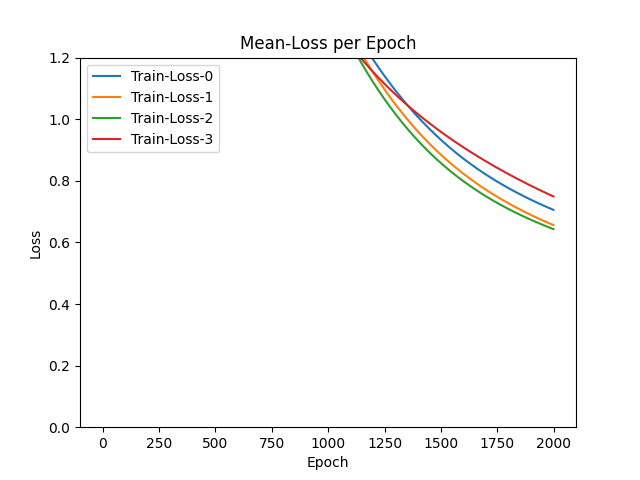 Mean-Loss per Epoch
1.2
1.0
0.8
0.6
0.4
0.2
0.0
Loss
Train-Loss-0
Train-Loss-1
Train-Loss-2
Train-Loss-3
0 250 500 750 1000 1250 1500 1750 2000
Epoch